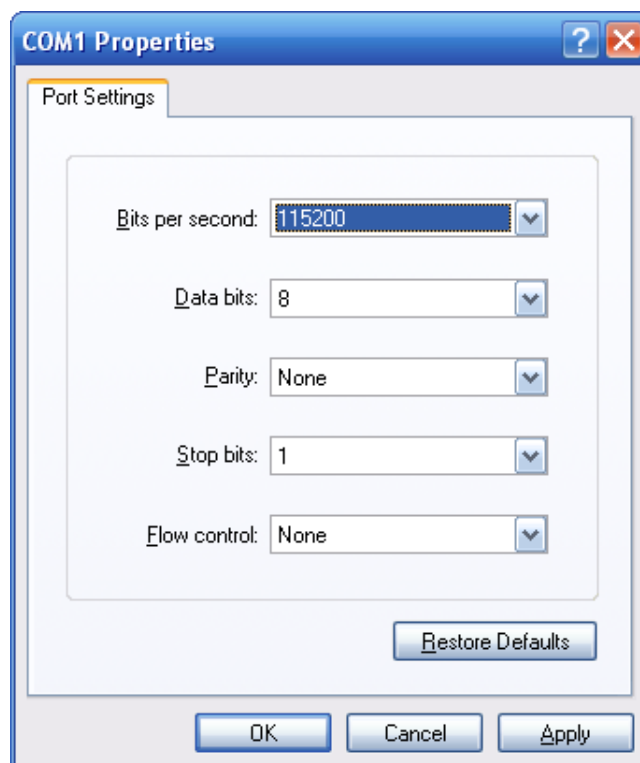 COM1 Properties
Port Settings
Bits per second: 115200
Data bits: 8
Parity: None
Stop bits: 1
Flow control: None
Restore Defaults
OK Cancel Apply